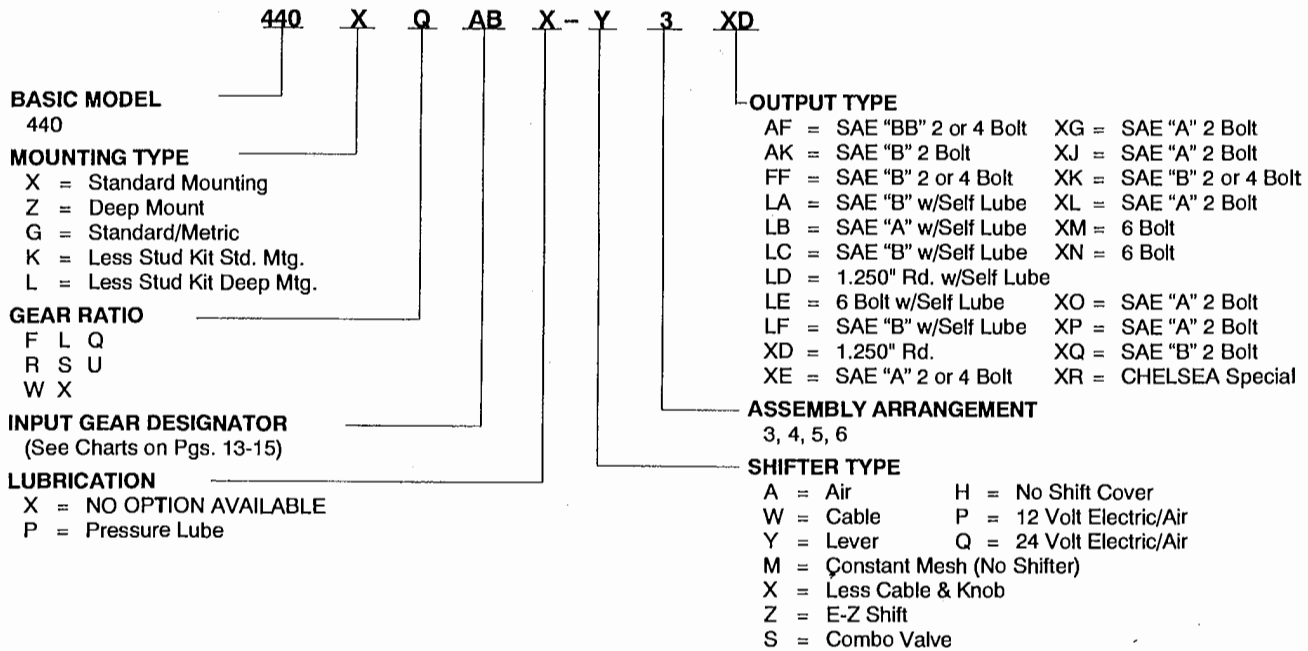 440 X Q AB X - Y 3 XD
BASIC MODEL
440
MOUNTING TYPE
X = Standard Mounting
Z = Deep Mount
G = Standard/Metric
K = Less Stud Kit Std. Mtg.
L = Less Stud Kit Deep Mtg.
GEAR RATIO
F L Q
R S U
W X
INPUT GEAR DESIGNATOR
(See Charts on Pgs. 13-15)
LUBRICATION
X = NO OPTION AVAILABLE
P = Pressure Lube
OUTPUT TYPE
AF = SAE "BB" 2 or 4 Bolt XG = SAE "A" 2 Bolt
AK = SAE "B" 2 Bolt XJ = SAE "A" 2 Bolt
FF = SAE "B" 2 or 4 Bolt XK = SAE "B" 2 or 4 Bolt
LA = SAE "B" w/Self Lube XL = SAE "A" 2 Bolt
LB = SAE "A" w/Self Lube XM = 6 Bolt
LC = SAE "B" w/Self Lube XN = 6 Bolt
LD = 1.250" Rd. w/Self Lube
LE = 6 Bolt w/Self Lube XO = SAE "A" 2 Bolt
LF = SAE "B" w/Self Lube XP = SAE "A" 2 Bolt
XD = 1.250" Rd. XQ = SAE "B" 2 Bolt
XE = SAE "A" 2 or 4 Bolt XR = CHELSEA Special
ASSEMBLY ARRANGEMENT
3, 4, 5, 6
SHIFTER TYPE
A = Air H = No Shift Cover
W = Cable P = 12 Volt Electric/Air
Y = Lever Q = 24 Volt Electric/Air
M = Constant Mesh (No Shifter)
X = Less Cable & Knob
Z = E-Z Shift
S = Combo Valve